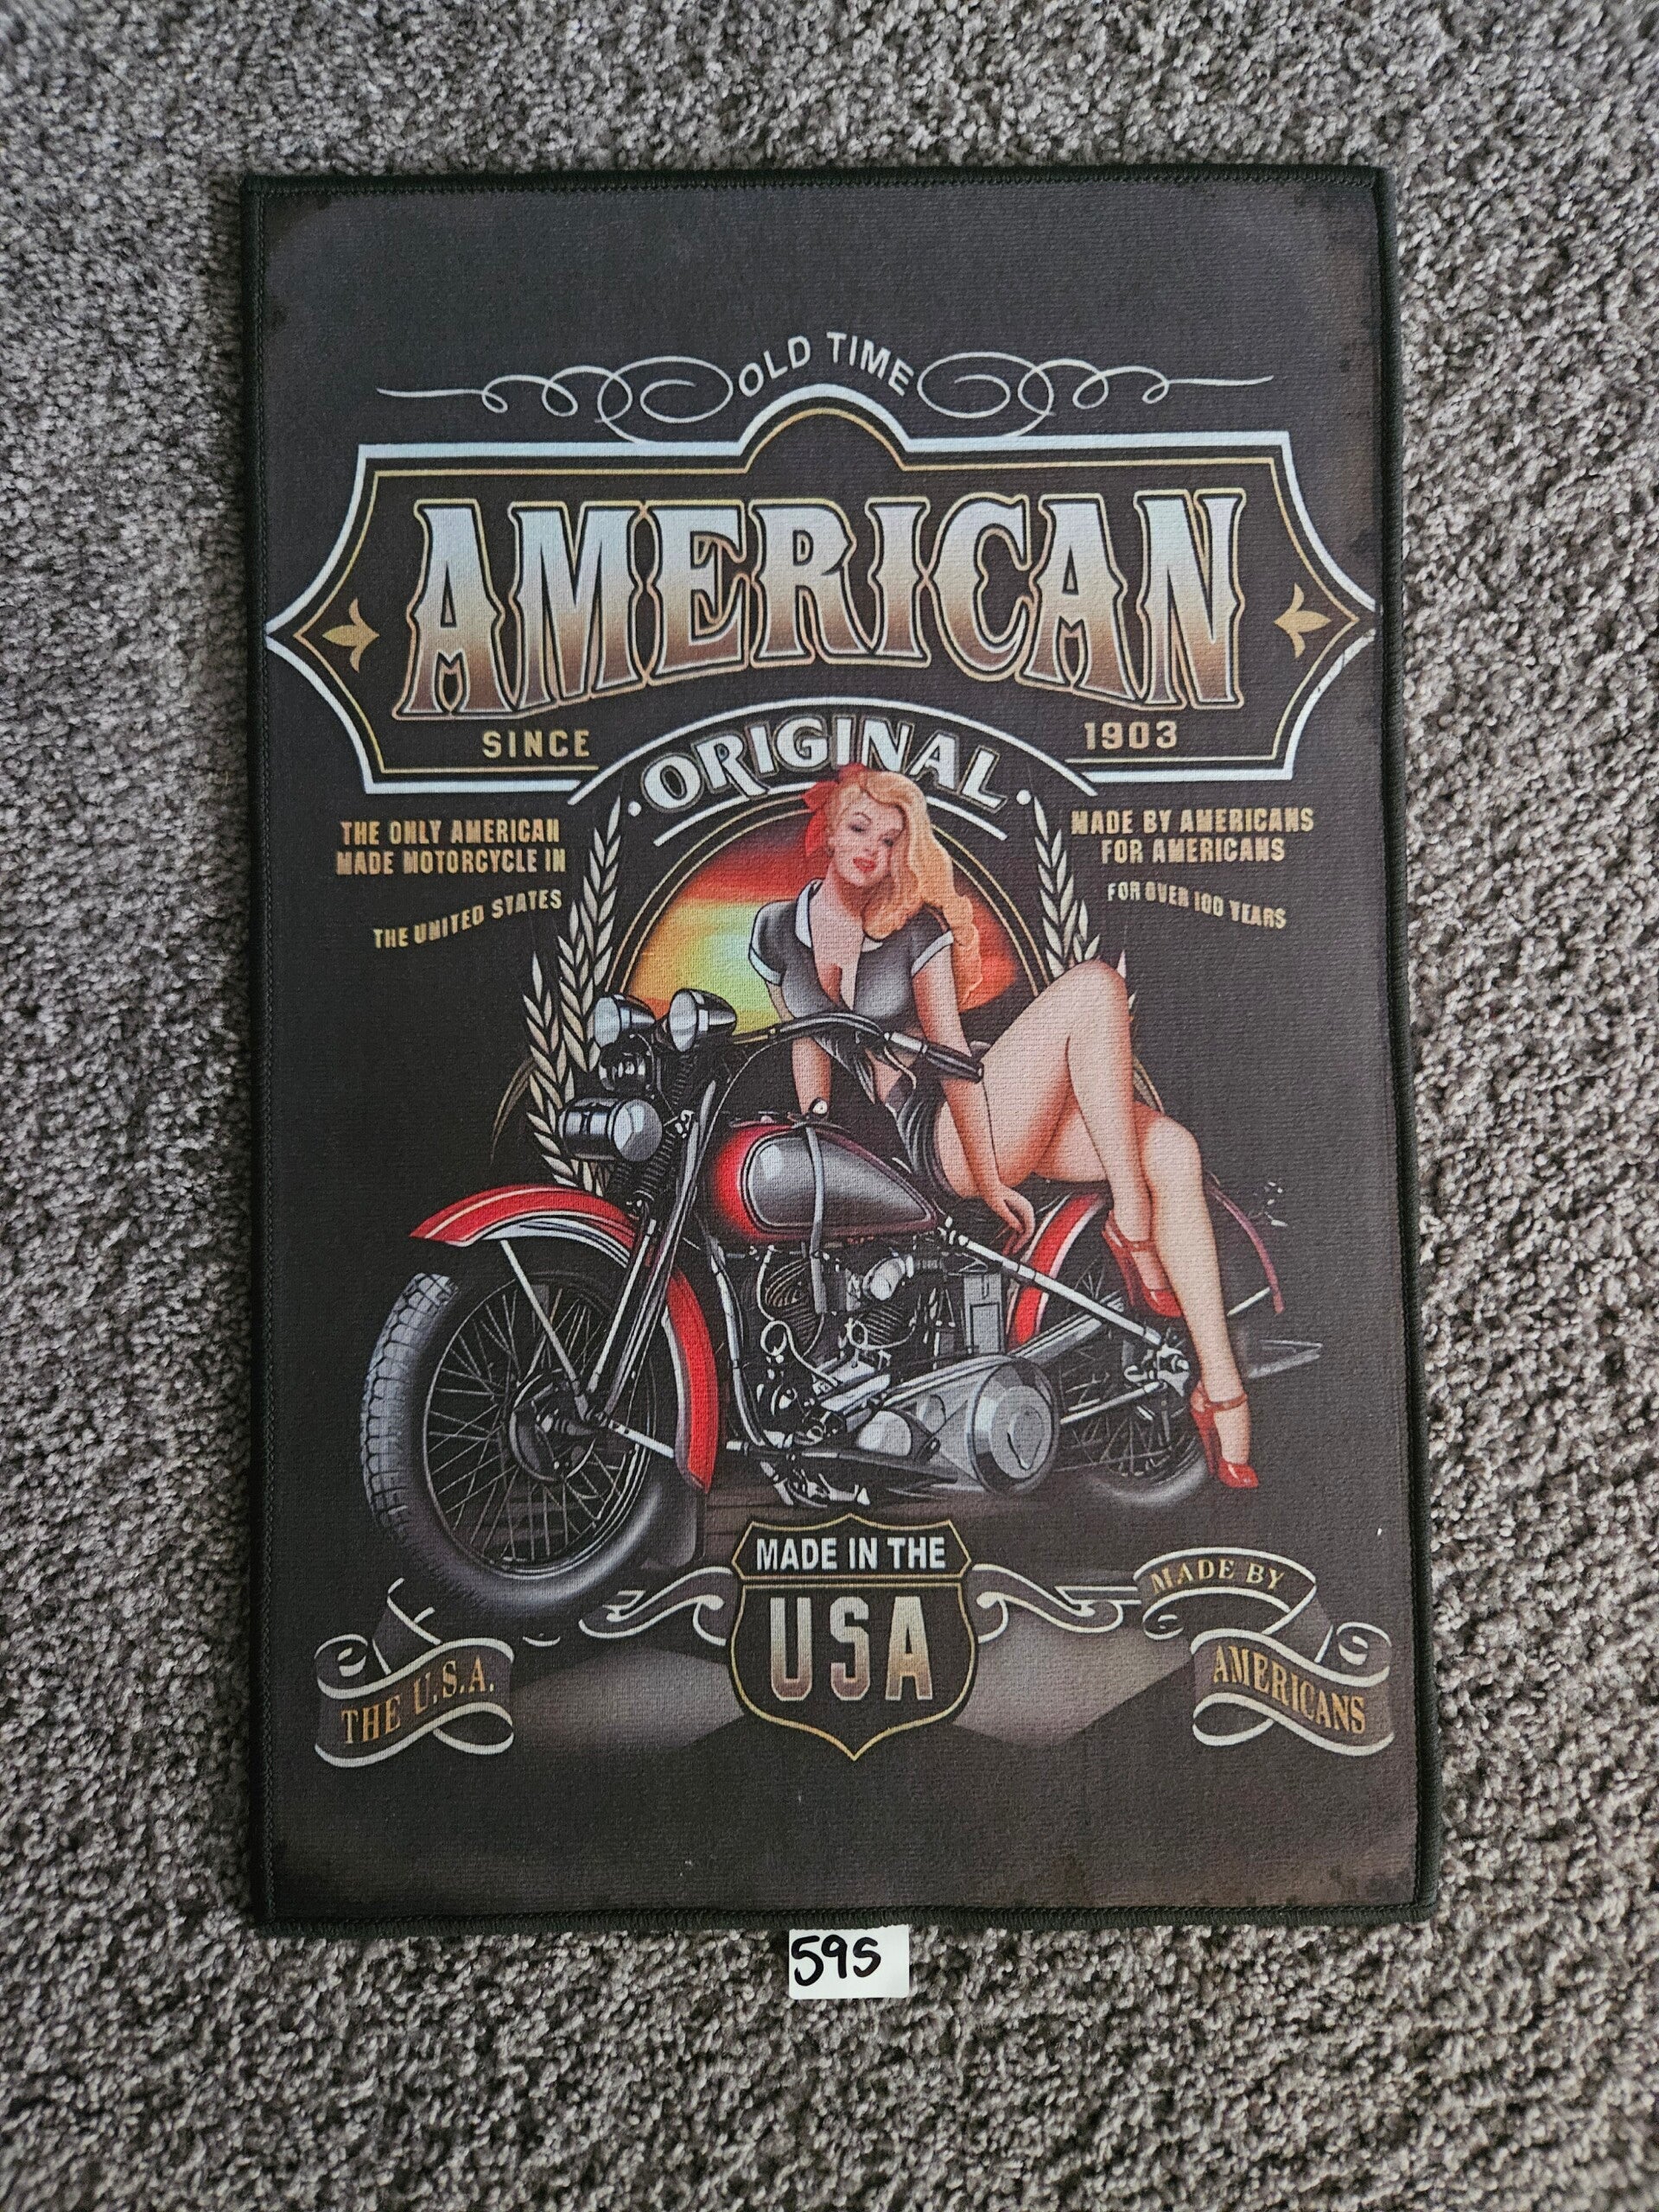 OLD TIME
AMERICAN
SINCE
1903
ORIGINAL
THE ONLY AMERICAN
MADE MOTORCYCLE IN
THE UNITED STATES
MADE BY AMERICANS
FOR AMERICANS
FOR OVER 100 YEARS
MADE IN THE
USA
THE U.S.A.
MADE BY
AMERICANS
59S